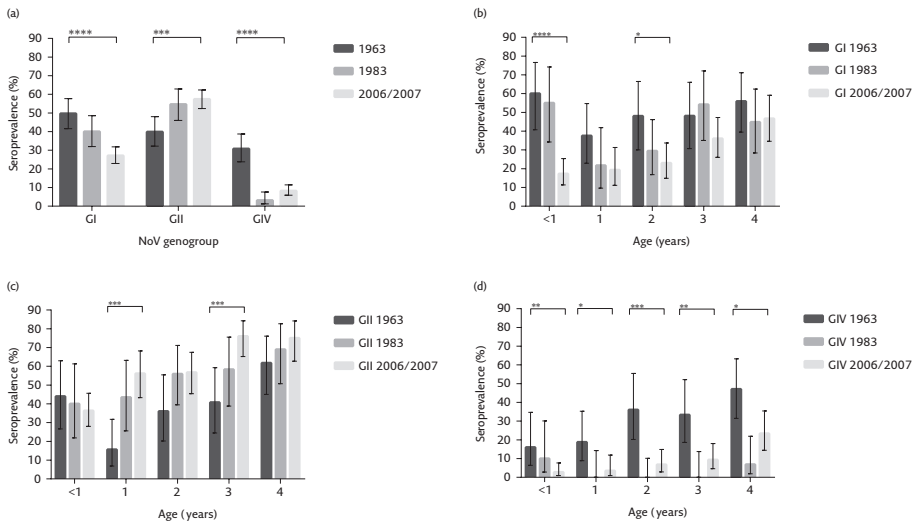 (a)
**** *** ****
90
80
70
60
50
40
30
20
10
0
Seroprevalence (%)
GI GII GIV
NoV genogroup
1963
1983
2006/2007
(b)
**** *
90
80
70
60
50
40
30
20
10
0
Seroprevalence (%)
<1 1 2 3 4
Age (years)
GI 1963
GI 1983
GI 2006/2007
(c)
*** ***
90
80
70
60
50
40
30
20
10
0
Seroprevalence (%)
<1 1 2 3 4
Age (years)
GII 1963
GII 1983
GII 2006/2007
(d)
** * *** ** *
90
80
70
60
50
40
30
20
10
0
Seroprevalence (%)
<1 1 2 3 4
Age (years)
GIV 1963
GIV 1983
GIV 2006/2007